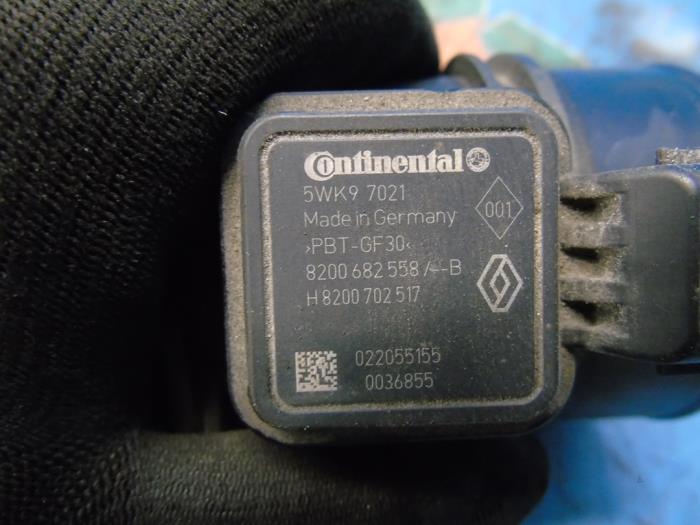 Continental
5WK9 7021
001
Made in Germany
>PBT-GF30<
8200 682 558 / --B
H 8200 702 517
022055155
0036855